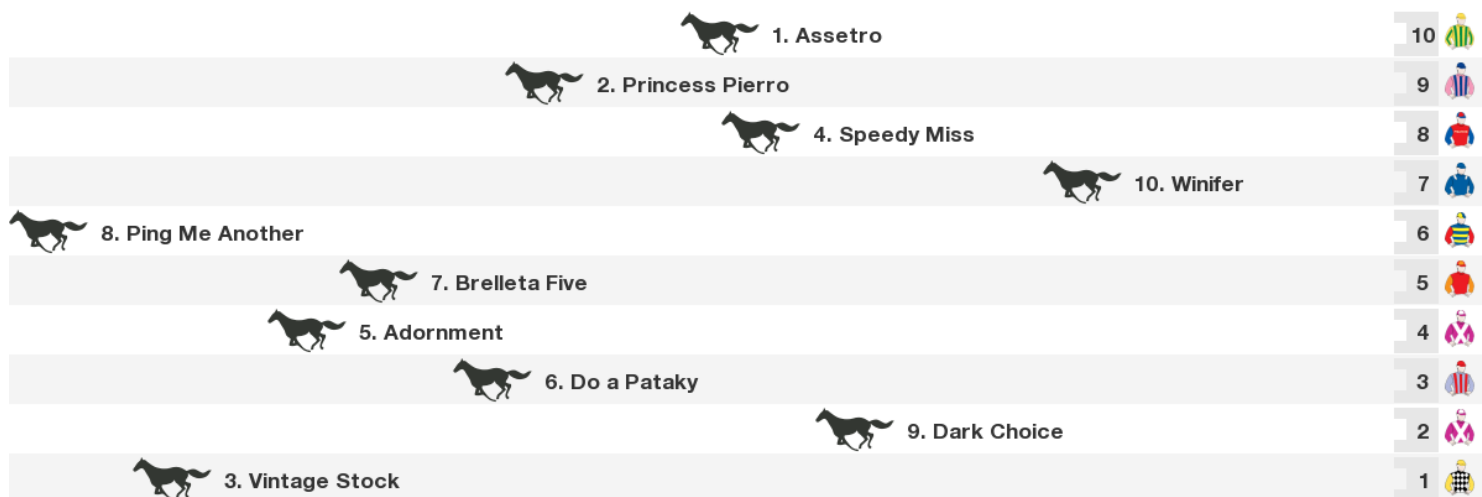 1. Assetro 10
2. Princess Pierro 9
4. Speedy Miss 8
10. Winifer 7
8. Ping Me Another 6
7. Brelleta Five 5
5. Adornment 4
6. Do a Pataky 3
9. Dark Choice 2
3. Vintage Stock 1